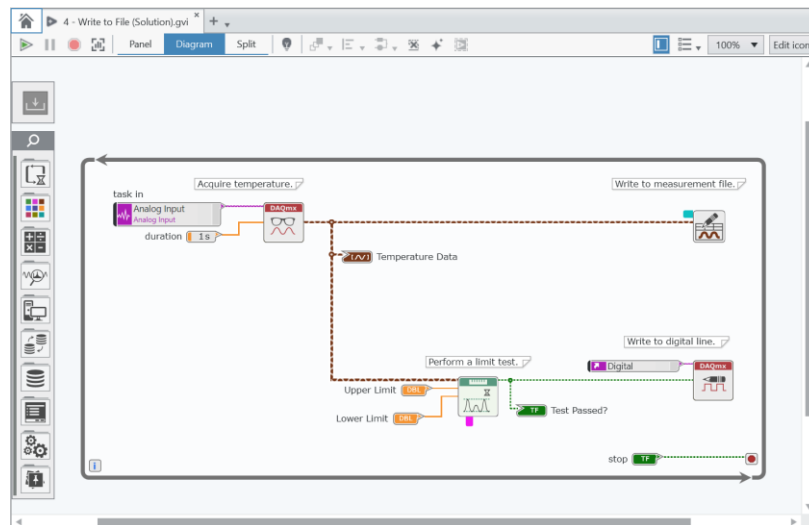 4 - Write to File (Solution).gvi
Panel
Diagram
Split
100%
Edit icon
task in
Acquire temperature.
Write to measurement file.
Analog Input
Analog Input
DAQmx
duration
1 s
Temperature Data
Write to digital line.
Perform a limit test.
Digital
DAQmx
Upper Limit
DBL
Lower Limit
DBL
TF
Test Passed?
stop
TF
i